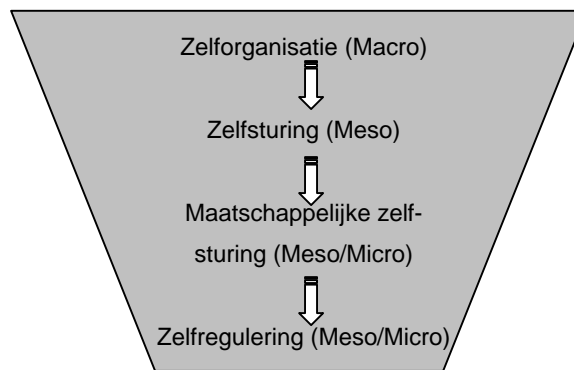 Zelforganisatie (Macro)
Zelfsturing (Meso)
Maatschappelijke zelf-
sturing (Meso/Micro)
Zelfregulering (Meso/Micro)